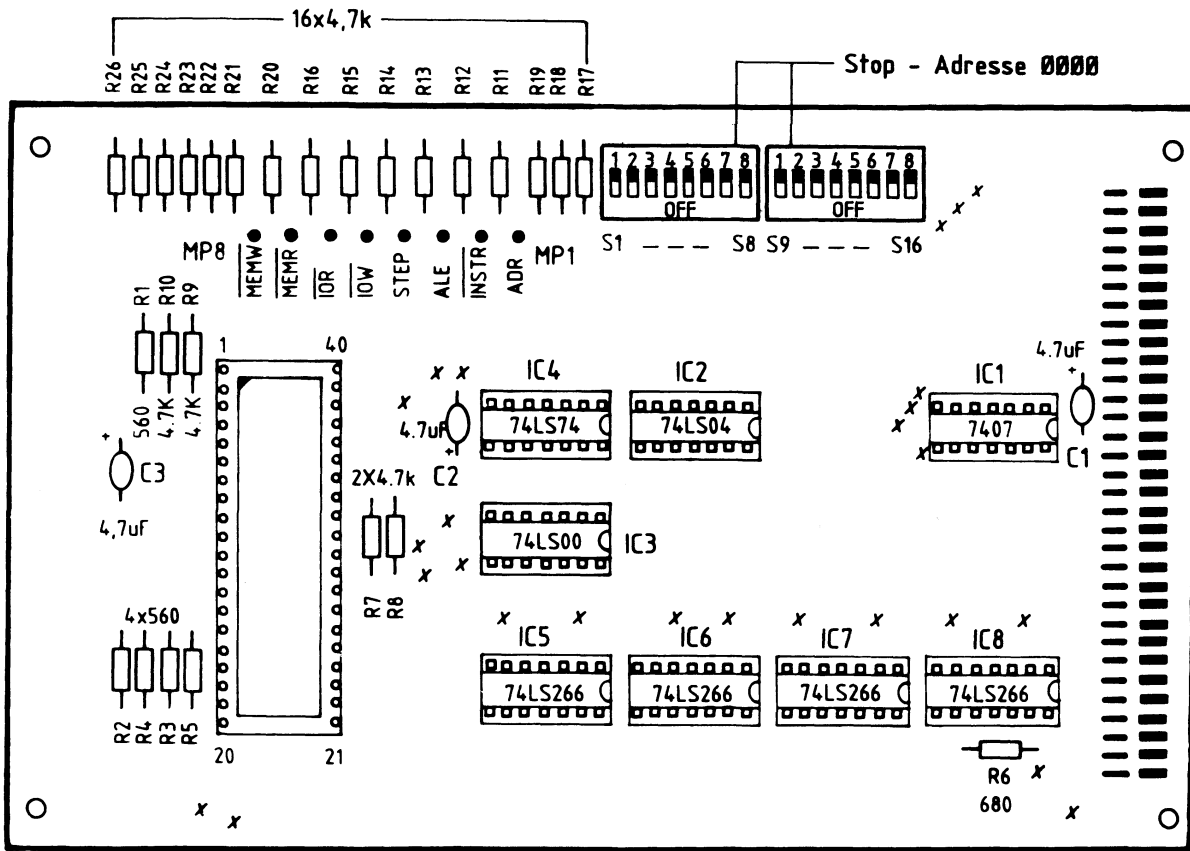 16x4,7k
R26 R25 R24 R23 R22 R21 R20 R16 R15 R14 R13 R12 R11 R19 R18 R17
Stop - Adresse 0000
1 2 3 4 5 6 7 8
OFF
1 2 3 4 5 6 7 8
OFF
S1 --- S8 S9 --- S16
MP8 MEMW MEMR IOR IOW STEP ALE INSTR ADR MP1
R1 R10 R9
560 4.7K 4.7K
1 40
+
C3
4,7uF
2X4.7k
R7 R8
4.7uF
+
C2
x x
x
IC4
74LS74
IC2
74LS04
IC1
7407
4.7uF
+
C1
x
x
x
x
x
x
x
x
x
x
x
74LS00
IC3
4x560
R2 R4 R3 R5
20 21
x x x x x x x x
IC5 IC6 IC7 IC8
74LS266 74LS266 74LS266 74LS266
R6
680
x
x
x
x